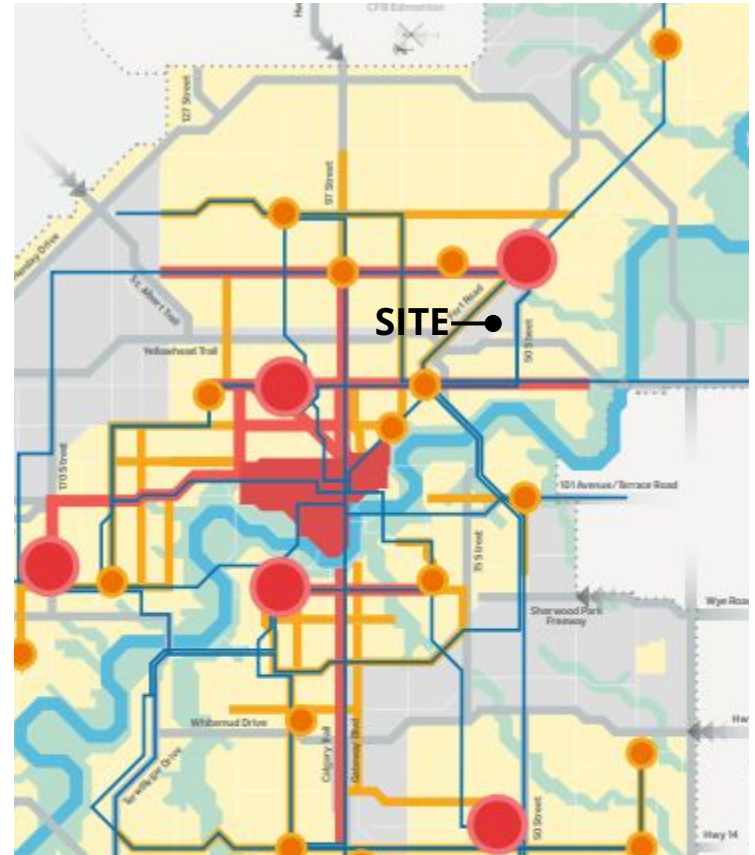 CFB Edmonton
127 Street
97 Street
Henday Drive
St. Albert Trail
Fort Road
SITE
50 Street
Yellowhead Trail
170 Street
101 Avenue/Terrace Road
75 Street
Sherwood Park
Freeway
Wye Road
Whitemud Drive
Calgary Trail
Gateway Blvd
Terwillegar Drive
50 Street
Hwy 14